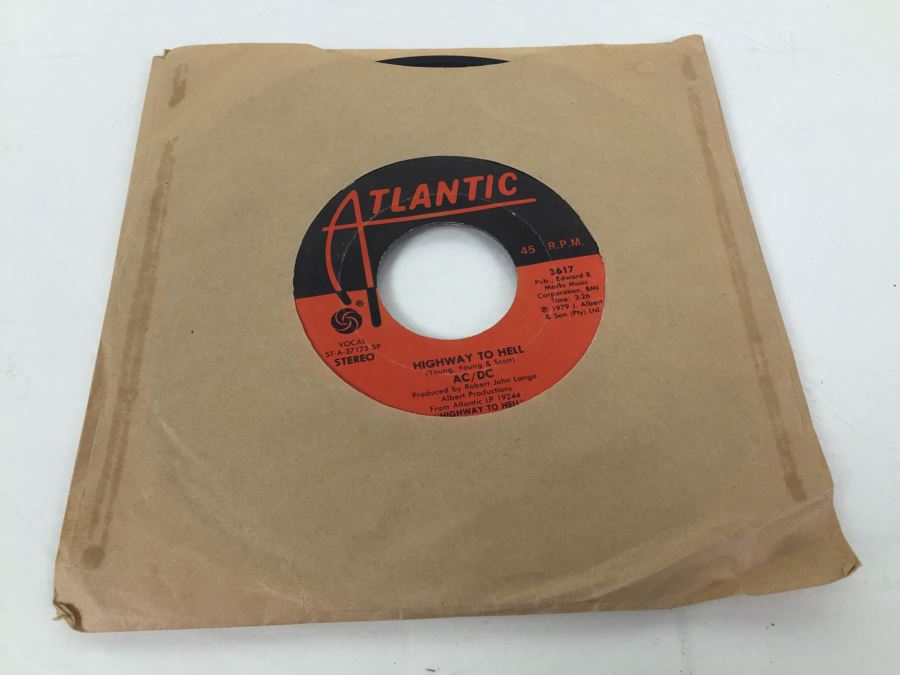 ATLANTIC
45 R.P.M.
3617
Pub., Edward B.
Marks Music
Corporation, BMI
Time: 3:26
℗ 1979 J. Albert
& Son (Pty) Ltd.
®
VOCAL
ST-A-37175 SP
STEREO
HIGHWAY TO HELL
(Young, Young & Scott)
AC/DC
Produced by Robert John Lange
Albert Productions
From Atlantic LP 19244
"HIGHWAY TO HELL"